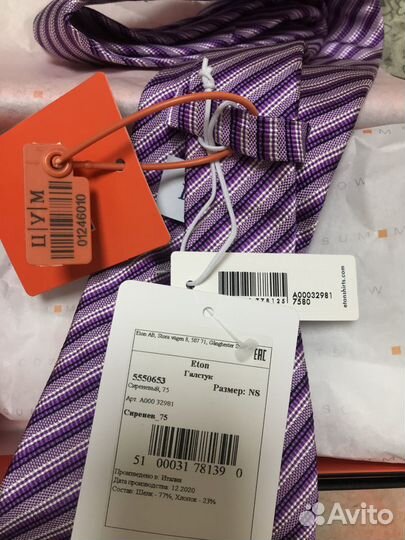 ЦУМ
01246010
A00032981
7580
etonshirts.com
Eton AB, Stora vägen 8, 507 71, Gånghester
EAC
Eton
Галстук
5550653
Размер: NS
Сиреневый, 75
Арт. A000 32981
Сиренев_75
51 00031 78139 0
Произведено в: Италия
Дата производства: 12.2020
Состав: Шелк - 77%, Хлопок - 23%
Avito